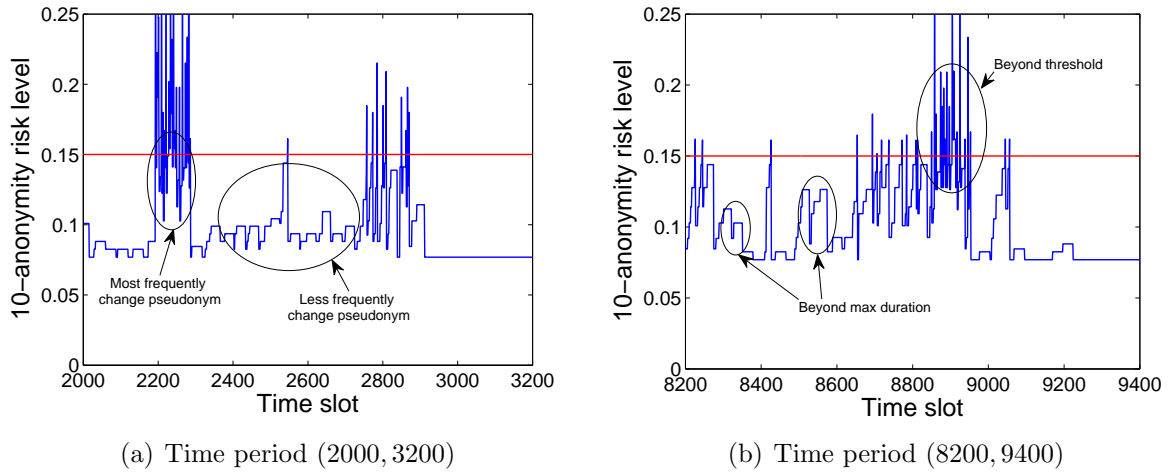 0.25
0.2
0.15
0.1
0.05
0
10−anonymity risk level
Most frequently
change pseudonym
Less frequently
change pseudonym
2000 2200 2400 2600 2800 3000 3200
Time slot
(a) Time period (2000, 3200)
0.25
0.2
0.15
0.1
0.05
0
10−anonymity risk level
Beyond threshold
Beyond max duration
8200 8400 8600 8800 9000 9200 9400
Time slot
(b) Time period (8200, 9400)